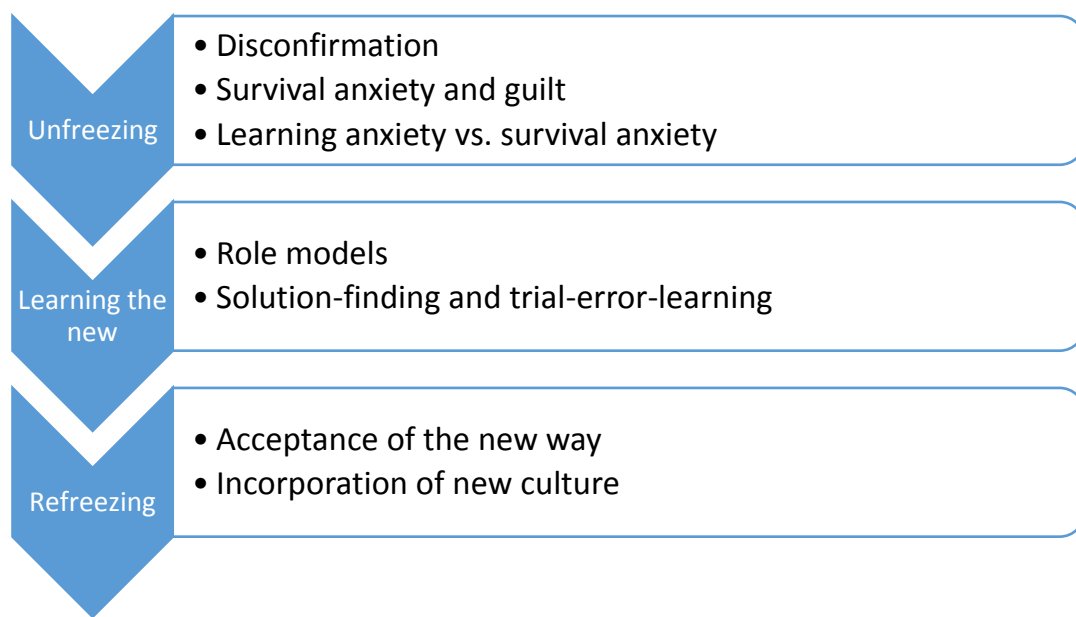 Unfreezing
• Disconfirmation
• Survival anxiety and guilt
• Learning anxiety vs. survival anxiety
Learning the
new
• Role models
• Solution-finding and trial-error-learning
Refreezing
• Acceptance of the new way
• Incorporation of new culture